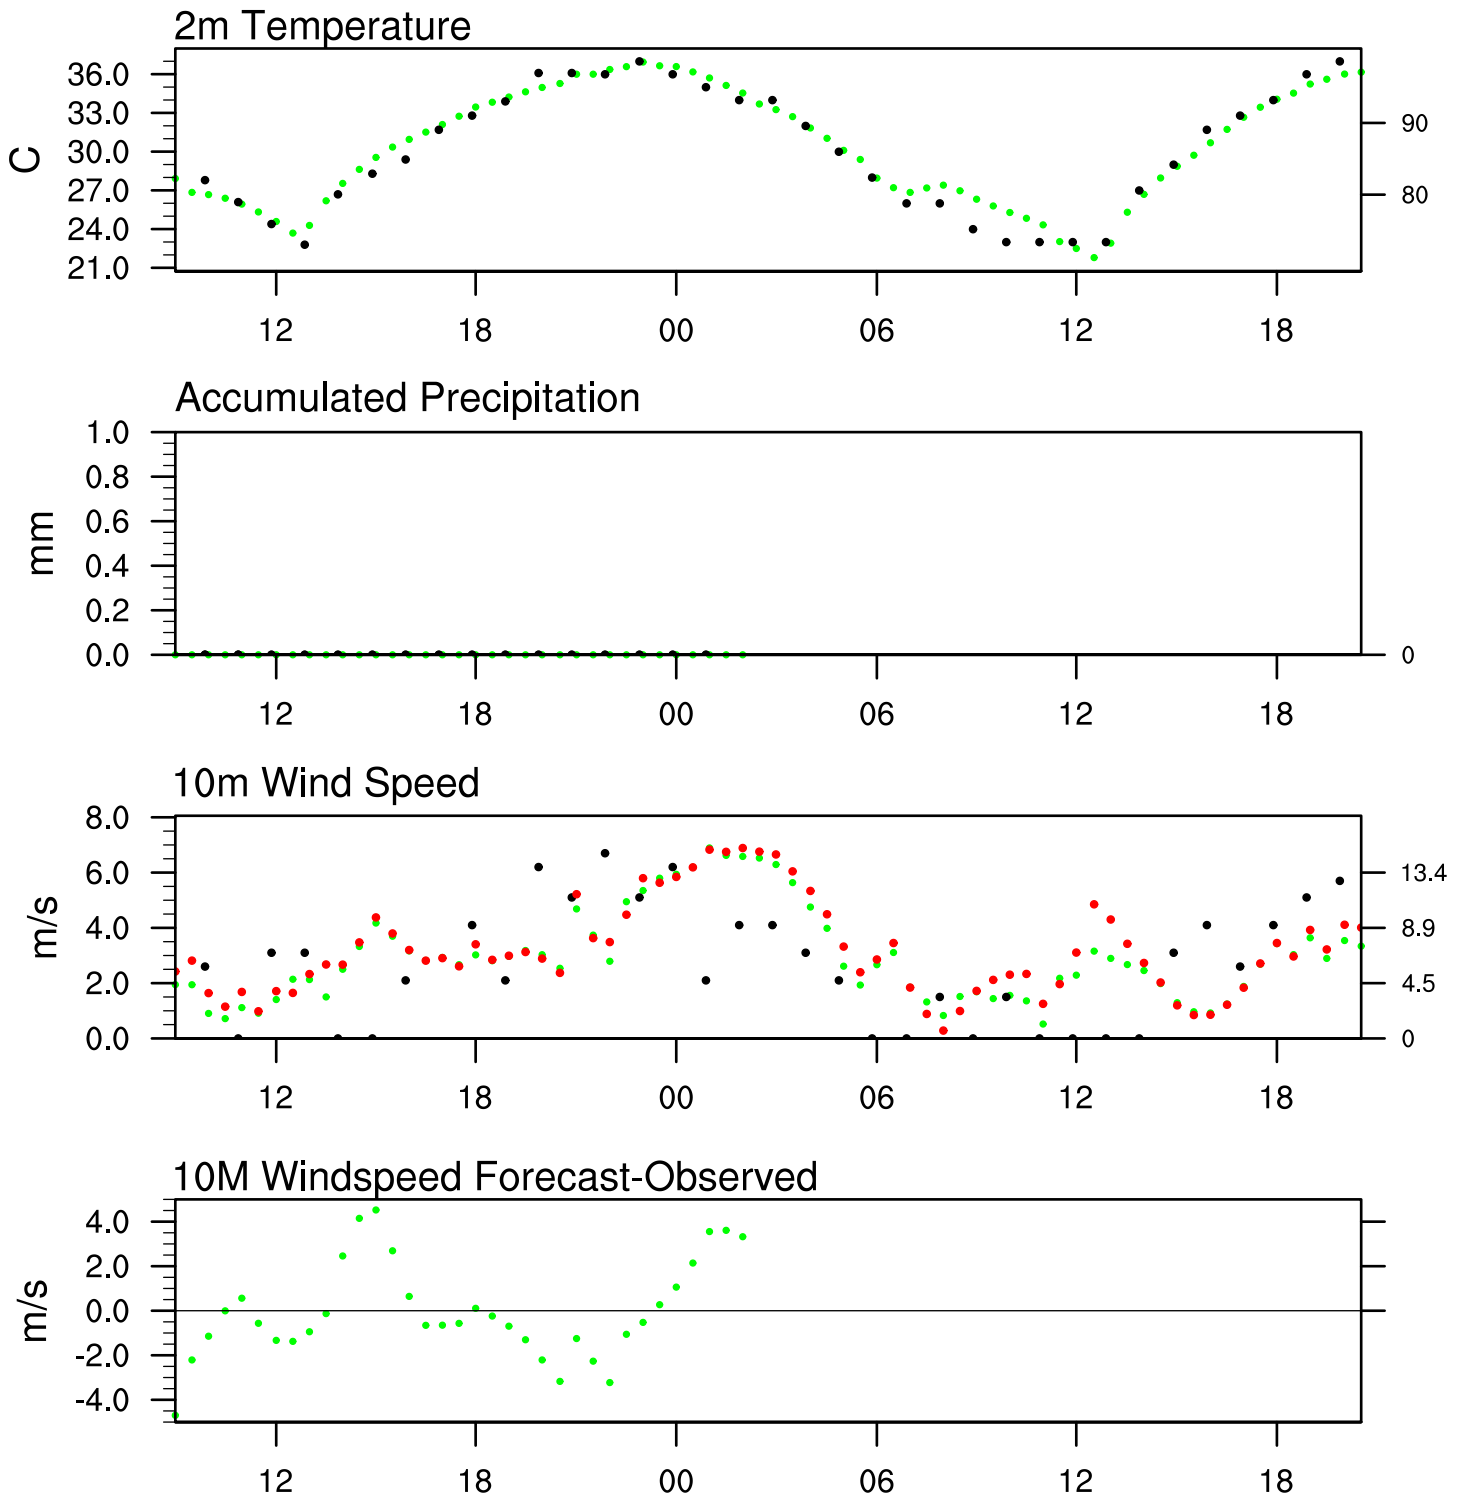 2m Temperature
36.0
33.0
30.0
27.0
24.0
21.0
C
90
80
12 18 00 06 12 18
Accumulated Precipitation
1.0
0.8
0.6
0.4
0.2
0.0
mm
0
12 18 00 06 12 18
10m Wind Speed
8.0
6.0
4.0
2.0
0.0
m/s
13.4
8.9
4.5
0
12 18 00 06 12 18
10M Windspeed Forecast-Observed
4.0
2.0
0.0
-2.0
-4.0
m/s
12 18 00 06 12 18